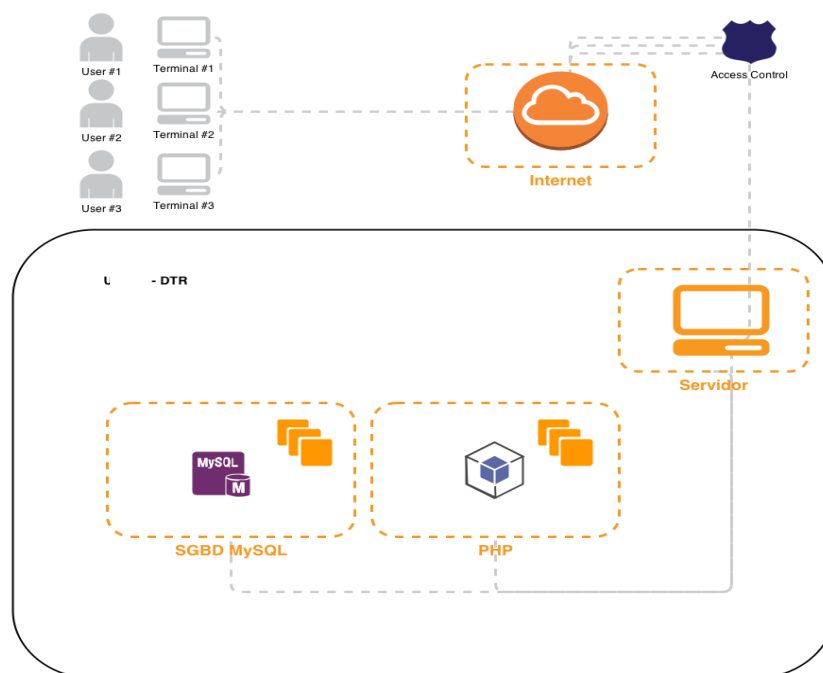 User #1
Terminal #1
Access Control
User #2
Terminal #2
Internet
User #3
Terminal #3
- DTR
Servidor
MySQL
M
SGBD MySQL
PHP